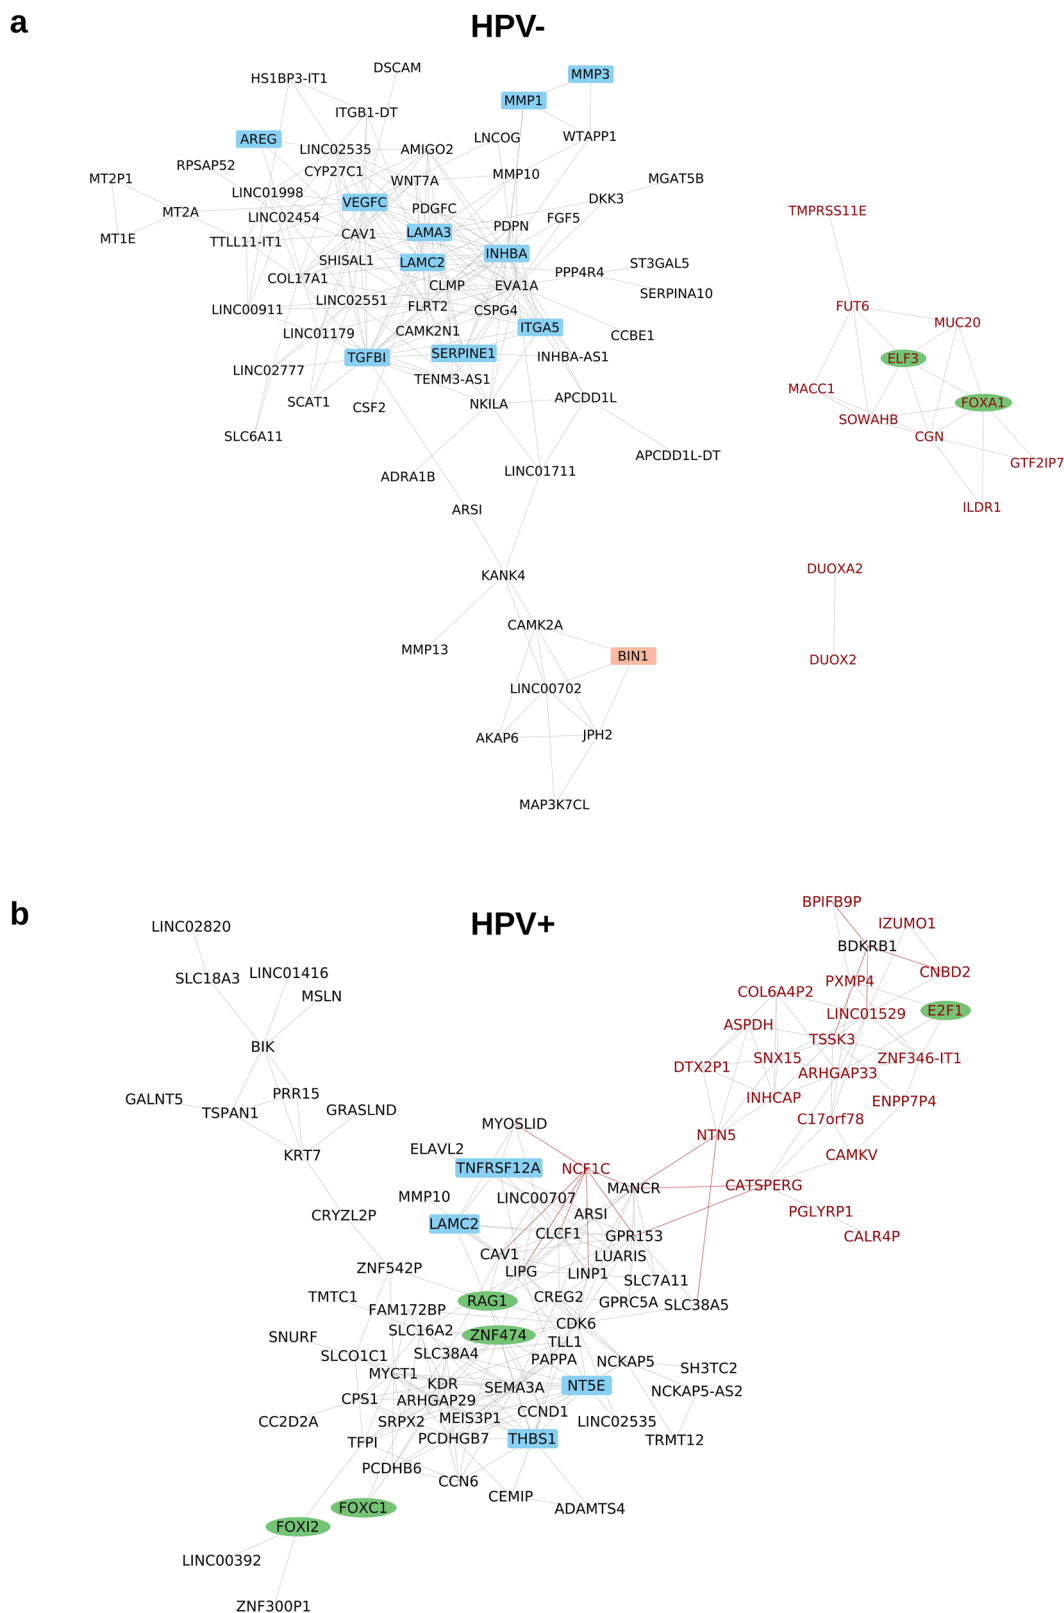 a
HPV-
DSCAM
HS1BP3-IT1
MMP3
MMP1
ITGB1-DT
AREG
LNCOG
WTAPP1
LINC02535
AMIGO2
RPSAP52
CYP27C1
MMP10
MT2P1
WNT7A
MGAT5B
LINC01998
DKK3
VEGFC
MT2A
PDGFC
LINC02454
FGF5
PDPN
MT1E
TTLL11-IT1
CAV1
LAMA3
INHBA
SHISAL1
LAMC2
ST3GAL5
PPP4R4
COL17A1
CLMP
EVA1A
SERPINA10
LINC02551
FLRT2
LINC00911
CSPG4
ITGA5
LINC01179
CAMK2N1
CCBE1
TGFBI
SERPINE1
INHBA-AS1
LINC02777
TENM3-AS1
SCAT1
CSF2
NKILA
APCDD1L
SLC6A11
APCDD1L-DT
ADRA1B
LINC01711
ARSI
KANK4
CAMK2A
MMP13
BIN1
LINC00702
AKAP6
JPH2
MAP3K7CL
TMPRSS11E
FUT6
MUC20
ELF3
MACC1
FOXA1
SOWAHB
CGN
GTF2IP7
ILDR1
DUOXA2
DUOX2
b
HPV+
LINC02820
SLC18A3
LINC01416
MSLN
BIK
PRR15
GALNT5
TSPAN1
GRASLND
KRT7
CRYZL2P
BPIFB9P
IZUMO1
BDKRB1
CNBD2
PXMP4
COL6A4P2
LINC01529
E2F1
ASPDH
TSSK3
SNX15
ZNF346-IT1
DTX2P1
ARHGAP33
INHCAP
ENPP7P4
C17orf78
NTN5
CAMKV
CATSPERG
PGLYRP1
CALR4P
MYOSLID
ELAVL2
TNFRSF12A
NCF1C
MMP10
LINC00707
MANCR
LAMC2
ARSI
CLCF1
GPR153
CAV1
LUARIS
ZNF542P
LIPG
LINP1
SLC7A11
TMTC1
RAG1
CREG2
GPRC5A
SLC38A5
FAM172BP
CDK6
SNURF
SLC16A2
ZNF474
TLL1
SLCO1C1
SLC38A4
PAPPA
NCKAP5
SH3TC2
MYCT1
KDR
SEMA3A
NT5E
NCKAP5-AS2
CPS1
ARHGAP29
CC2D2A
SRPX2
MEIS3P1
CCND1
LINC02535
TFPI
PCDHGB7
THBS1
TRMT12
PCDHB6
CCN6
CEMIP
FOXC1
ADAMTS4
FOXI2
LINC00392
ZNF300P1